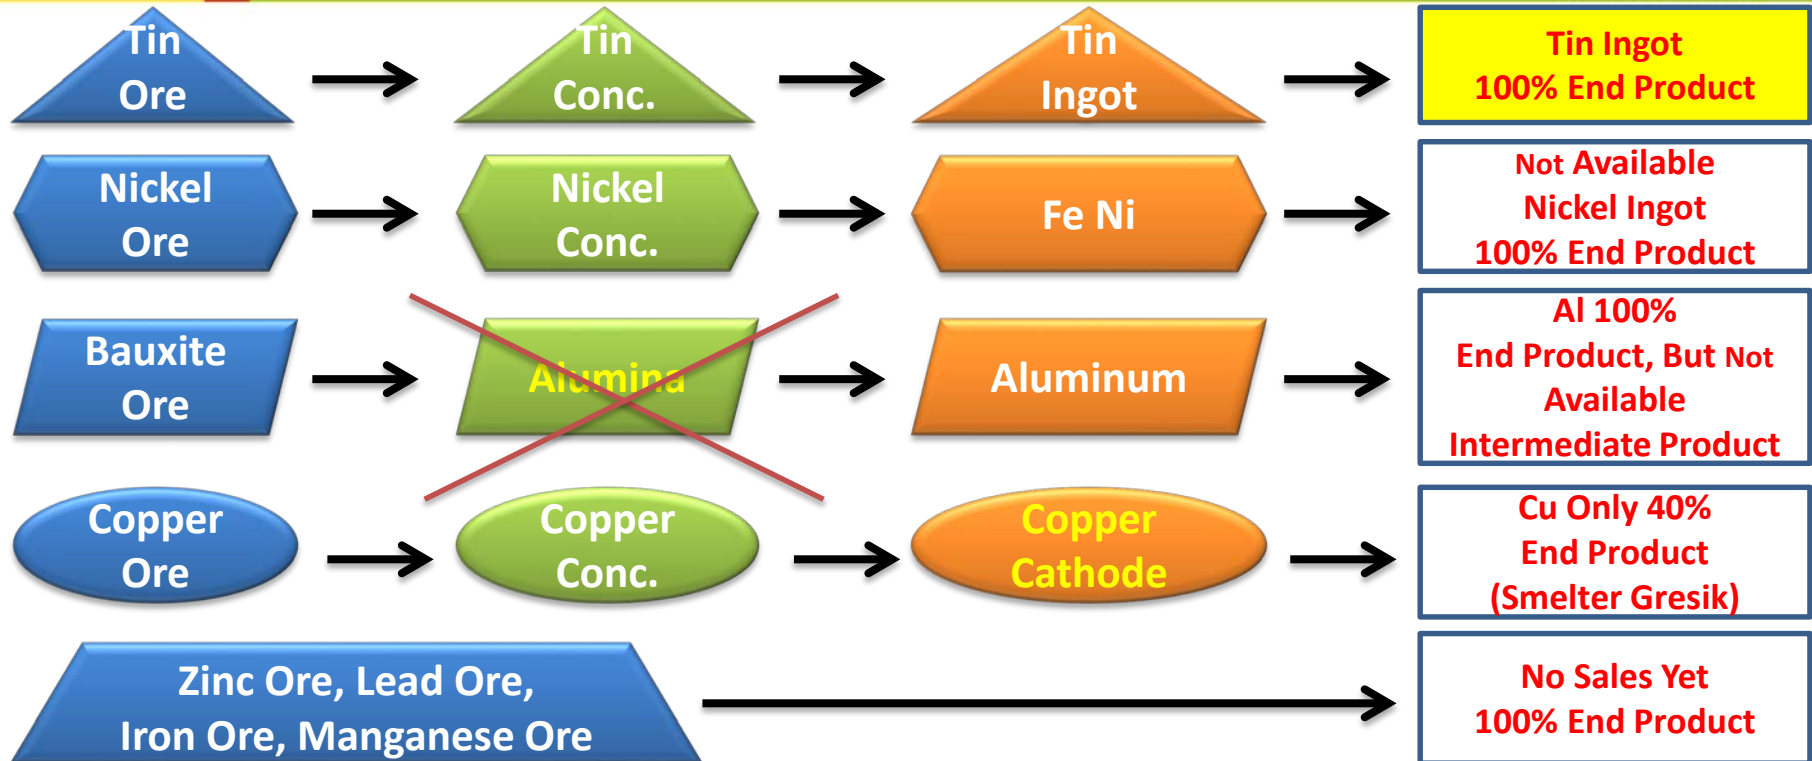 Tin
Ore
Tin
Conc.
Tin
Ingot
Tin Ingot
100% End Product
Nickel
Ore
Nickel
Conc.
Fe Ni
Not Available
Nickel Ingot
100% End Product
Bauxite
Ore
Alumina
Aluminum
Al 100%
End Product, But Not
Available
Intermediate Product
Copper
Ore
Copper
Conc.
Copper
Cathode
Cu Only 40%
End Product
(Smelter Gresik)
Zinc Ore, Lead Ore,
Iron Ore, Manganese Ore
No Sales Yet
100% End Product